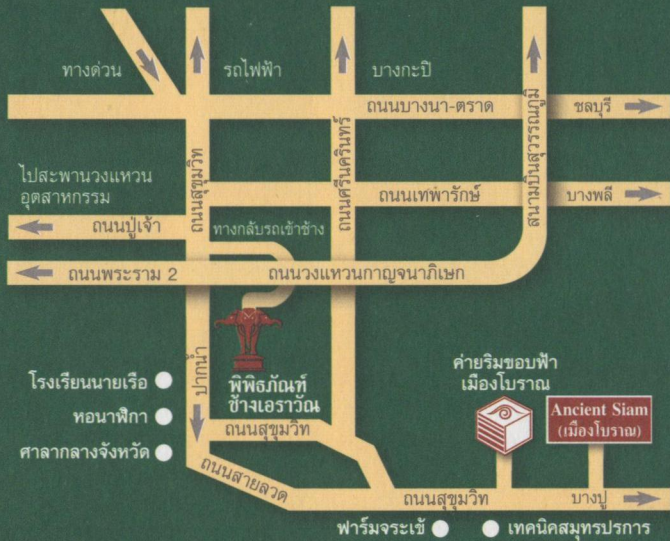 ทางด่วน
รถไฟฟ้า
บางกะปิ
ถนนบางนา-ตราด
ชลบุรี
ไปสะพานวงแหวน
อุตสาหกรรม
ถนนสุขุมวิท
ถนนศรีนครินทร์
สนามบินสุวรรณภูมิ
ถนนเทพารักษ์
บางพลี
ถนนปู่เจ้า
ทางกลับรถเข้าช้าง
ถนนพระราม 2
ถนนวงแหวนกาญจนาภิเษก
พิพิธภัณฑ์
ช้างเอราวัณ
ปากน้ำ
โรงเรียนนายเรือ
หอนาฬิกา
ศาลากลางจังหวัด
ถนนสุขุมวิท
ค่ายริมขอบฟ้า
เมืองโบราณ
Ancient Siam
(เมืองโบราณ)
ถนนสายลวด
ถนนสุขุมวิท
บางปู
ฟาร์มจระเข้
เทคนิคสมุทรปราการ